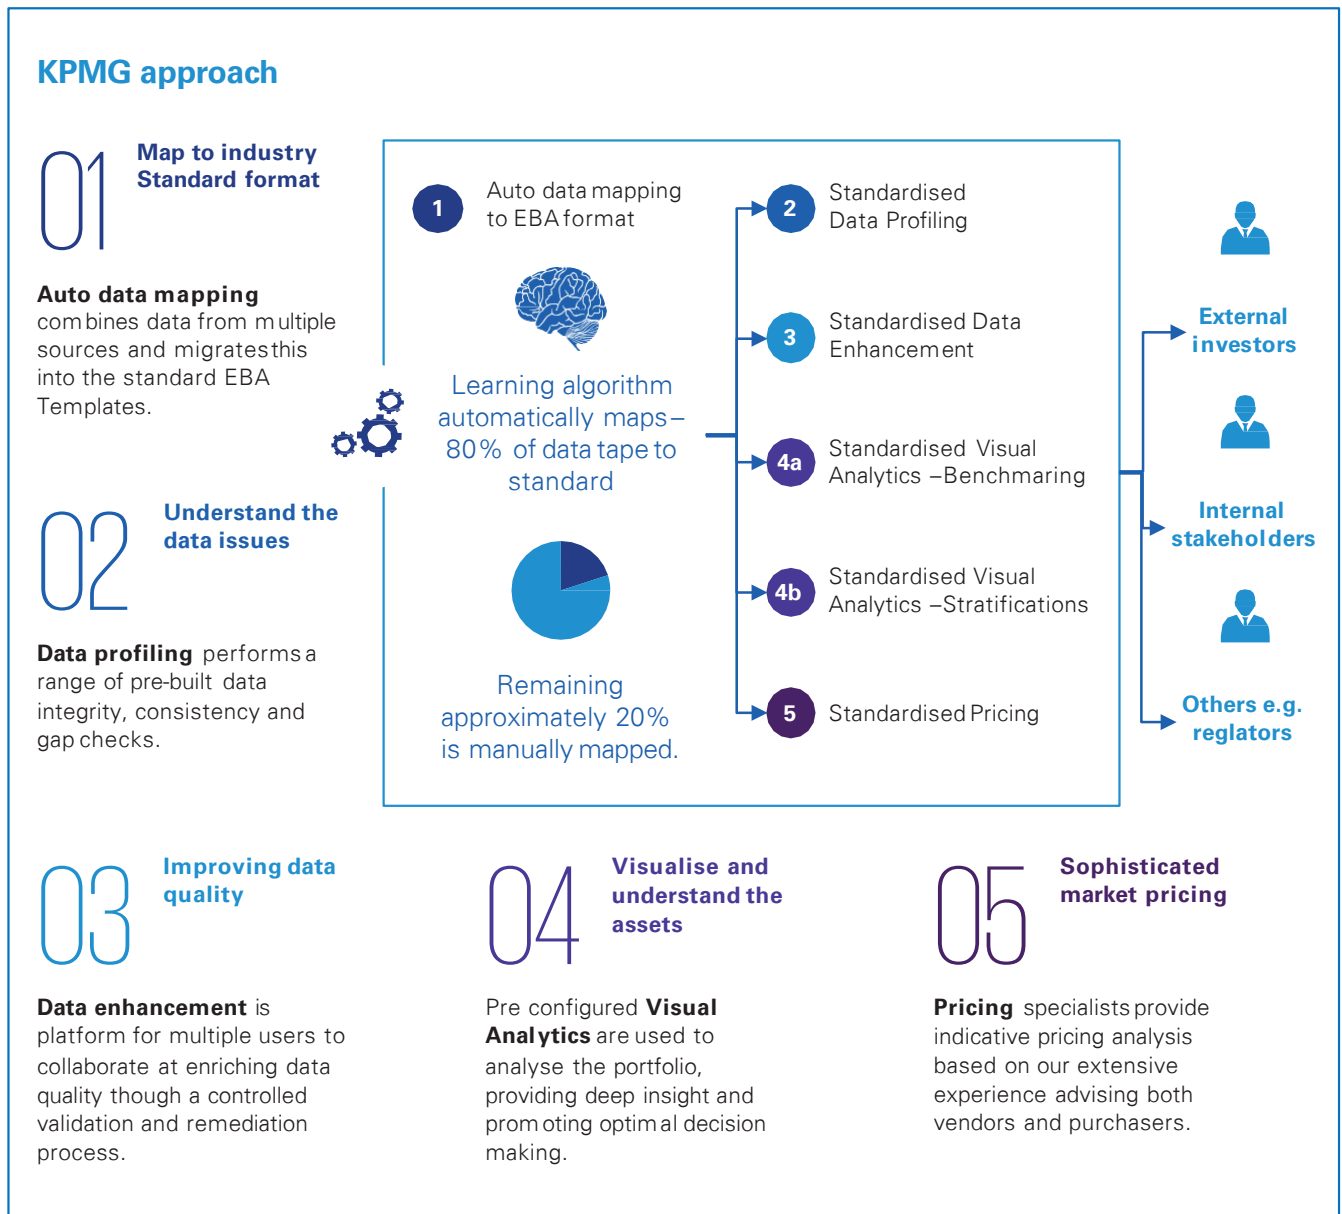 KPMG approach
01
Map to industry
Standard format
Auto data mapping
combines data from multiple
sources and migrates this
into the standard EBA
Templates.
02
Understand the
data issues
Data profiling performs a
range of pre-built data
integrity, consistency and
gap checks.
1
Auto data mapping
to EBA format
Learning algorithm
automatically maps–
80% of data tape to
standard
Remaining
approximately 20%
is manually mapped.
2
Standardised
Data Profiling
3
Standardised Data
Enhancement
4a
Standardised Visual
Analytics –Benchmaring
4b
Standardised Visual
Analytics –Stratifications
5
Standardised Pricing
External
investors
Internal
stakeholders
Others e.g.
reglators
03
Improving data
quality
Data enhancement is
platform for multiple users to
collaborate at enriching data
quality though a controlled
validation and remediation
process.
04
Visualise and
understand the
assets
Pre configured Visual
Analytics are used to
analyse the portfolio,
providing deep insight and
promoting optimal decision
making.
05
Sophisticated
market pricing
Pricing specialists provide
indicative pricing analysis
based on our extensive
experience advising both
vendors and purchasers.